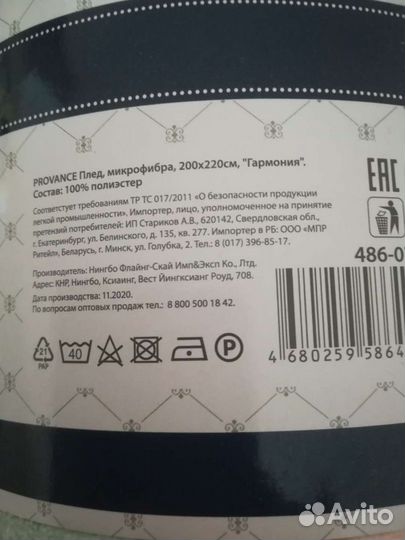 PROVANCE Плед, микрофибра, 200х220см, "Гармония".
Состав: 100% полиэстер
Соответствует требованиям ТР ТС 017/2011 «О безопасности продукции
легкой промышленности». Импортер, лицо, уполномоченное на принятие
претензий потребителей: ИП Стариков А.В., 620142, Свердловская обл.,
г. Екатеринбург, ул. Белинского, д. 135, кв. 277. Импортер в РБ: ООО «МПР
Ритейл», Беларусь, г. Минск, ул. Голубка, 2. Тел.: 8 (017) 396-85-17.
Производитель: Нингбо Флайнг-Скай Имп&Эксп Ко., Лтд.
Адрес: КНР, Нингбо, Ксиаинг, Вест Йингксианг Роуд, 708.
Дата производства: 11.2020.
По вопросам оптовых продаж тел.: 8 800 500 18 42.
EAC
486-0
21
PAP
40
P
4 680259 5864
Avito